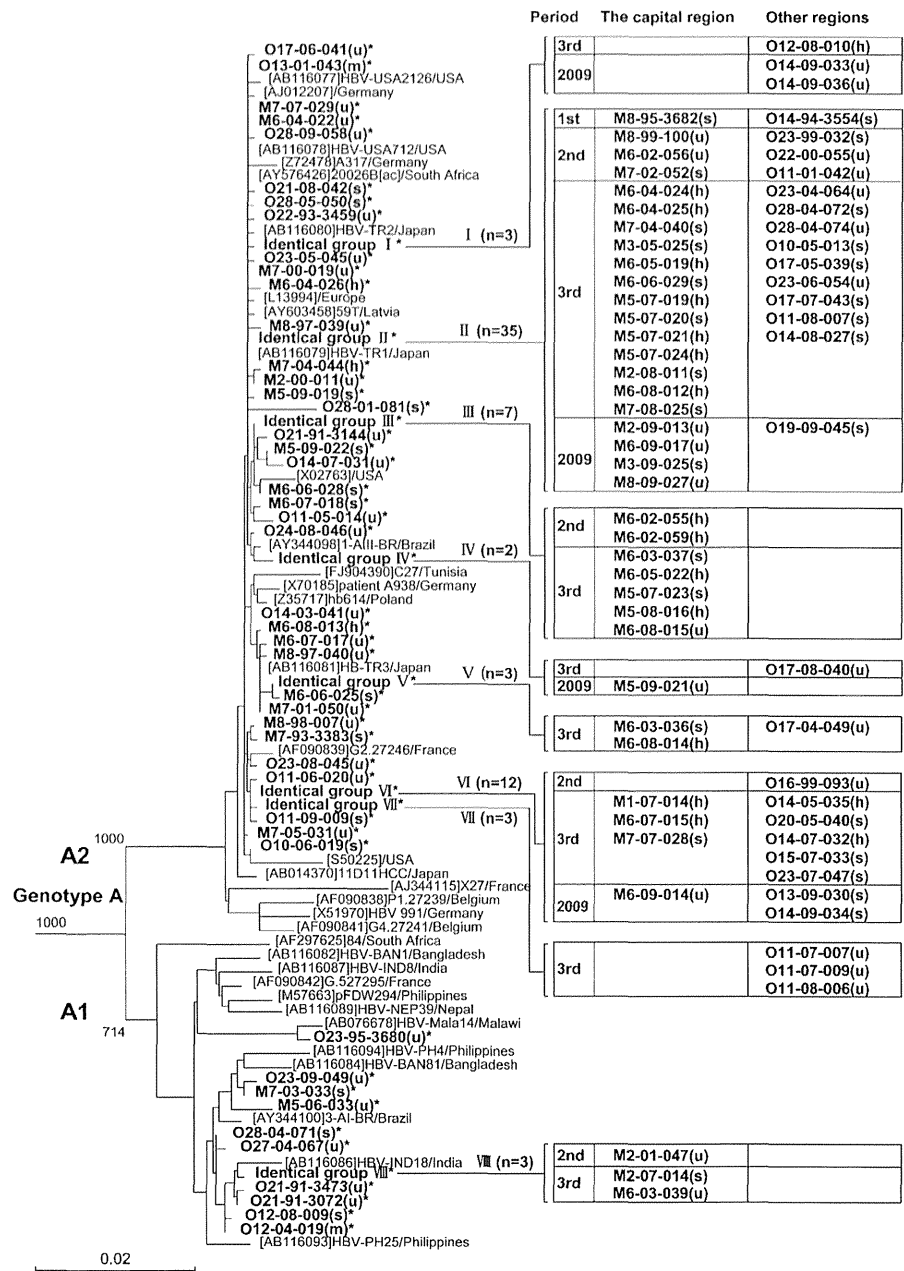 Period The capital region Other regions
O17-06-041(u)*
O13-01-043(m)*
[AB116077]HBV-USA2126/USA
[AJ012207]/Germany
M7-07-029(u)*
M6-04-022(u)*
O28-09-058(u)*
[AB116078]HBV-USA712/USA
[Z72478]A317/Germany
[AY576426]20026B[ac]/South Africa
O21-08-042(s)*
O28-05-050(s)*
O22-93-3459(u)*
[AB116080]HBV-TR2/Japan
Identical group Ⅰ*
Ⅰ (n=3)
O23-05-045(u)*
M7-00-019(u)*
M6-04-026(h)*
[L13994]/Europe
[AY603458]59T/Latvia
M8-97-039(u)*
Identical group Ⅱ*
Ⅱ (n=35)
[AB116079]HBV-TR1/Japan
M7-04-044(h)*
M2-00-011(u)*
M5-09-019(s)*
O28-01-081(s)*
Identical group Ⅲ*
Ⅲ (n=7)
O21-91-3144(u)*
M5-09-022(s)*
O14-07-031(u)*
[X02763]/USA
M6-06-028(s)*
M6-07-018(s)*
O11-05-014(u)*
O24-08-046(u)*
[AY344098]1-AII-BR/Brazil
Identical group Ⅳ*
Ⅳ (n=2)
[FJ904390]C27/Tunisia
[X70185]patient A938/Germany
[Z35717]hb614/Poland
O14-03-041(u)*
M6-08-013(h)*
M6-07-017(u)*
M8-97-040(u)*
[AB116081]HB-TR3/Japan
Identical group Ⅴ*
Ⅴ (n=3)
M6-06-025(s)*
M7-01-050(u)*
M8-98-007(u)*
M7-93-3383(s)*
[AF090839]G2.27246/France
O23-08-045(u)*
O11-06-020(u)*
Identical group Ⅵ*
Ⅵ (n=12)
Identical group Ⅶ*
Ⅶ (n=3)
O11-09-009(s)*
M7-05-031(u)*
O10-06-019(s)*
[S50225]/USA
[AB014370]11D11HCC/Japan
[AJ344115]X27/France
[AF090838]P1.27239/Belgium
[X51970]HBV 991/Germany
[AF090841]G4.27241/Belgium
[AF297625]84/South Africa
[AB116082]HBV-BAN1/Bangladesh
[AB116087]HBV-IND8/India
[AF090842]G.527295/France
[M57663]pFDW294/Philippines
[AB116089]HBV-NEP39/Nepal
[AB076678]HBV-Mala14/Malawi
O23-95-3680(u)*
[AB116094]HBV-PH4/Philippines
[AB116084]HBV-BAN81/Bangladesh
O23-09-049(u)*
M7-03-033(s)*
M5-06-033(u)*
[AY344100]3-AI-BR/Brazil
O28-04-071(s)*
O27-04-067(u)*
[AB116086]HBV-IND18/India
Identical group Ⅷ*
Ⅷ (n=3)
O21-91-3473(u)*
O21-91-3072(u)*
O12-08-009(s)*
O12-04-019(m)*
[AB116093]HBV-PH25/Philippines
1000
A2
Genotype A
1000
A1
714
0.02
3rd O12-08-010(h)
2009 O14-09-033(u)
O14-09-036(u)
1st M8-95-3682(s) O14-94-3554(s)
2nd M8-99-100(u) O23-99-032(s)
M6-02-056(u) O22-00-055(u)
M7-02-052(s) O11-01-042(u)
3rd M6-04-024(h) O23-04-064(u)
M6-04-025(h) O28-04-072(s)
M7-04-040(s) O28-04-074(u)
M3-05-025(s) O10-05-013(s)
M6-05-019(h) O17-05-039(s)
M6-06-029(s) O23-06-054(u)
M5-07-019(h) O17-07-043(s)
M5-07-020(s) O11-08-007(s)
M5-07-021(h) O14-08-027(s)
M5-07-024(h)
M2-08-011(s)
M6-08-012(h)
M7-08-025(s)
2009 M2-09-013(u) O19-09-045(s)
M6-09-017(u)
M3-09-025(s)
M8-09-027(u)
2nd M6-02-055(h)
M6-02-059(h)
3rd M6-03-037(s)
M6-05-022(h)
M5-07-023(s)
M5-08-016(h)
M6-08-015(u)
3rd O17-08-040(u)
2009 M5-09-021(u)
3rd M6-03-036(s) O17-04-049(u)
M6-08-014(h)
2nd O16-99-093(u)
3rd M1-07-014(h) O14-05-035(h)
M6-07-015(h) O20-05-040(s)
M7-07-028(s) O14-07-032(h)
O15-07-033(s)
O23-07-047(s)
2009 M6-09-014(u) O13-09-030(s)
O14-09-034(s)
3rd O11-07-007(u)
O11-07-009(u)
O11-08-006(u)
2nd M2-01-047(u)
3rd M2-07-014(s)
M6-03-039(u)